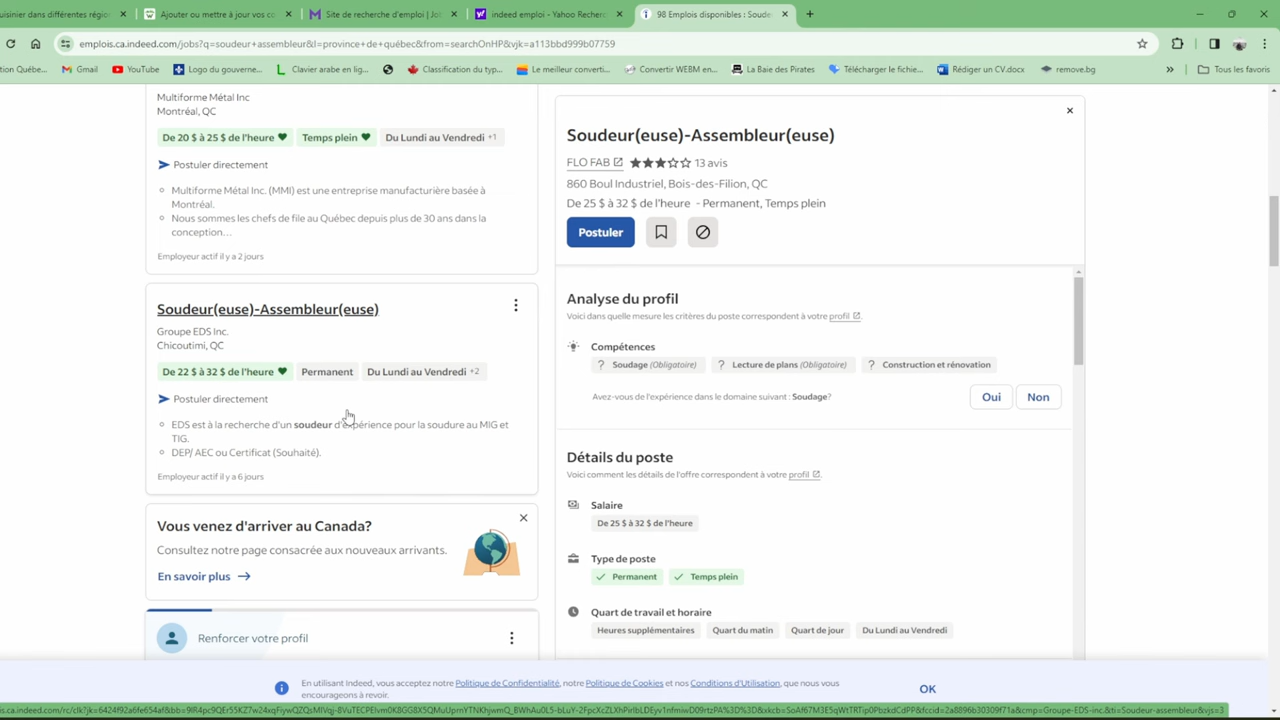 uisinier dans différentes régio
Ajouter ou mettre à jour vos co
Site de recherche d'emploi | Jo
indeed emploi - Yahoo Recher
98 Emplois disponibles : Soude
emplois.ca.indeed.com/jobs?q=soudeur+assembleur&l=province+de+québec&from=searchOnHP&vjk=a113bbd999b07759
tion Québe...
Gmail
YouTube
Logo du gouverne...
Clavier arabe en lig...
Classification du typ...
Le meilleur converti...
Convertir WEBM en...
La Baie des Pirates
Télécharger le fichie...
Rédiger un CV.docx
remove.bg
Tous les favoris
Multiforme Métal Inc
Montréal, QC
De 20 $ à 25 $ de l'heure
Temps plein
Du Lundi au Vendredi +1
Postuler directement
Multiforme Métal Inc. (MMI) est une entreprise manufacturière basée à
Montréal.
Nous sommes les chefs de file au Québec depuis plus de 30 ans dans la
conception...
Employeur actif il y a 2 jours
Soudeur(euse)-Assembleur(euse)
Groupe EDS Inc.
Chicoutimi, QC
De 22 $ à 32 $ de l'heure
Permanent
Du Lundi au Vendredi +2
Postuler directement
EDS est à la recherche d'un soudeur d'expérience pour la soudure au MIG et
TIG.
DEP/ AEC ou Certificat (Souhaité).
Employeur actif il y a 6 jours
Vous venez d'arriver au Canada?
Consultez notre page consacrée aux nouveaux arrivants.
En savoir plus
Renforcer votre profil
Soudeur(euse)-Assembleur(euse)
FLO FAB
13 avis
860 Boul Industriel, Bois-des-Filion, QC
De 25 $ à 32 $ de l'heure - Permanent, Temps plein
Postuler
Analyse du profil
Voici dans quelle mesure les critères du poste correspondent à votre profil.
Compétences
? Soudage (Obligatoire)
? Lecture de plans (Obligatoire)
? Construction et rénovation
Avez-vous de l'expérience dans le domaine suivant : Soudage?
Oui
Non
Détails du poste
Voici comment les détails de l'offre correspondent à votre profil.
Salaire
De 25 $ à 32 $ de l'heure
Type de poste
Permanent
Temps plein
Quart de travail et horaire
Heures supplémentaires
Quart du matin
Quart de jour
Du Lundi au Vendredi
En utilisant Indeed, vous acceptez notre Politique de Confidentialité, notre Politique de Cookies et nos Conditions d'Utilisation, que nous vous
encourageons à revoir.
OK